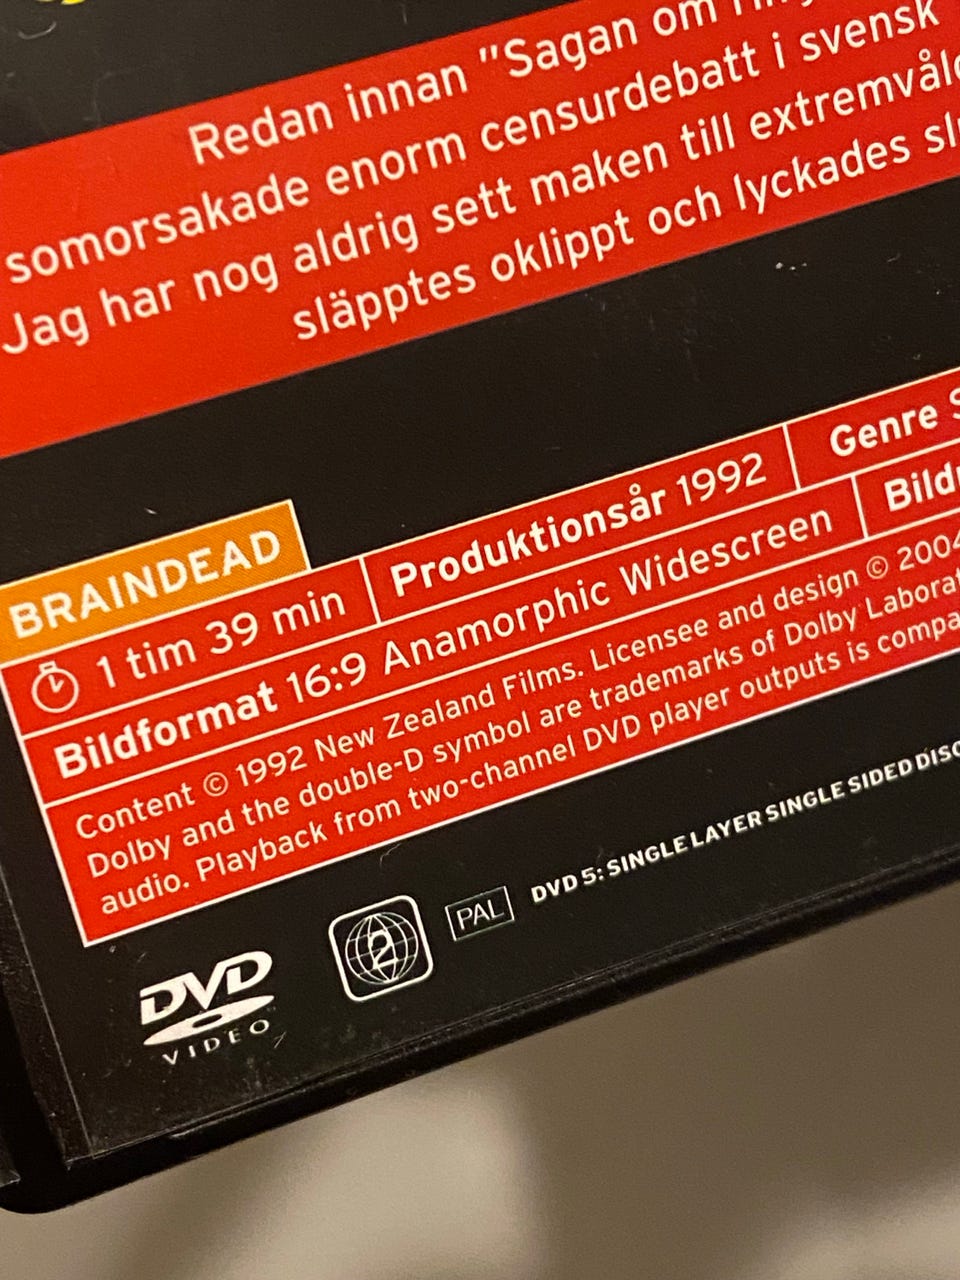 Redan innan "Sagan om
somorsakade enorm censurdebatt i svensk
Jag har nog aldrig sett maken till extremvåld
släpptes oklippt och lyckades
BRAINDEAD
1 tim 39 min Produktionsår 1992 Genre
Bildformat 16:9 Anamorphic Widescreen
Content © 1992 New Zealand Films. Licensee and design © 2004
Dolby and the double-D symbol are trademarks of Dolby
audio. Playback from two-channel DVD player outputs is
DVD 5: SINGLE LAYER SINGLE SIDED DISC
PAL
2
DVD
VIDEO